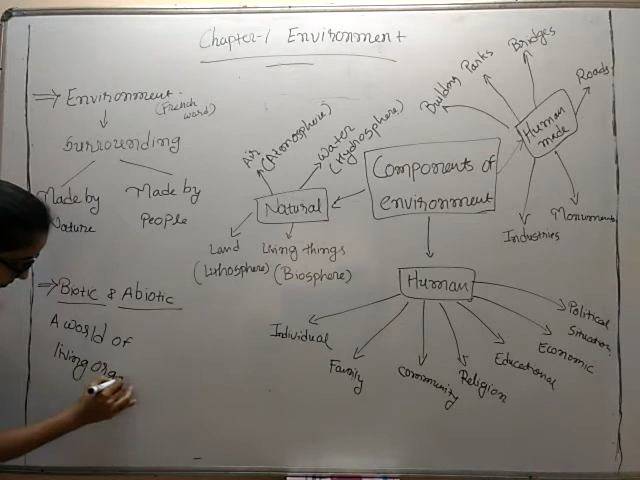 Chapter-1 Environment
⇒ Environment
(French
word)
Surrounding
Made by
Nature
Made by
People
⇒ Biotic & Abiotic
A world of
living orga
Components of
environment
Natural
Air
(Atmosphere)
Water
(Hydrosphere)
Land
(Lithosphere)
Living things
(Biosphere)
Human
made
Building
Parks
Bridges
Roads
Monuments
Industries
Human
Individual
Family
Community
Religion
Educational
Economic
Political
Situation